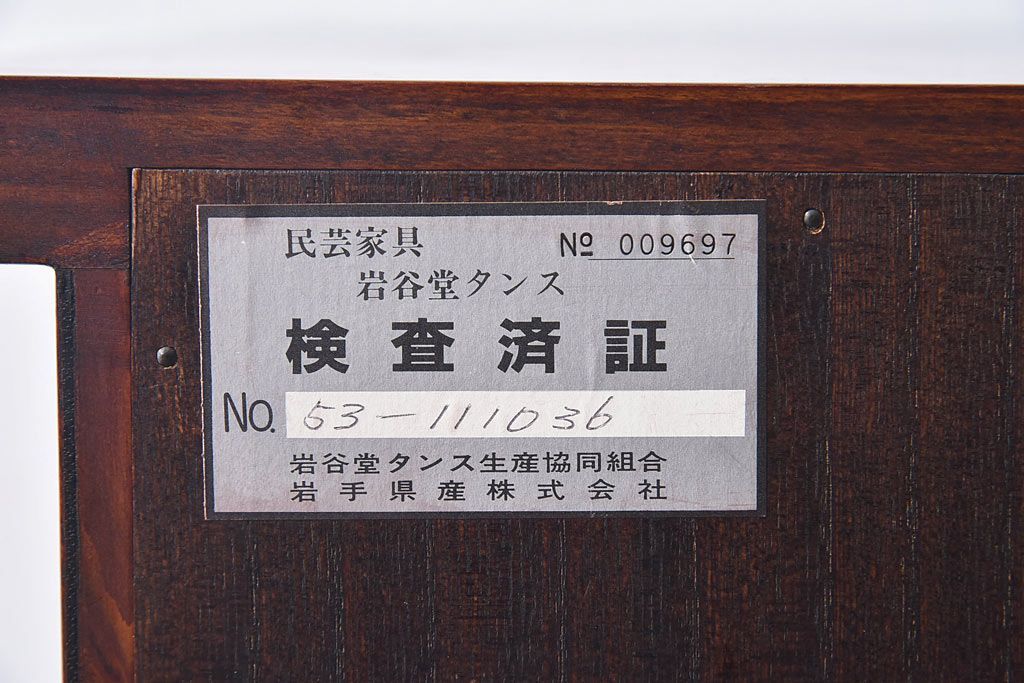 民芸家具 № 009697
岩谷堂タンス
検査済証
NO. 53-111036
岩谷堂タンス生産協同組合
岩手県産株式会社